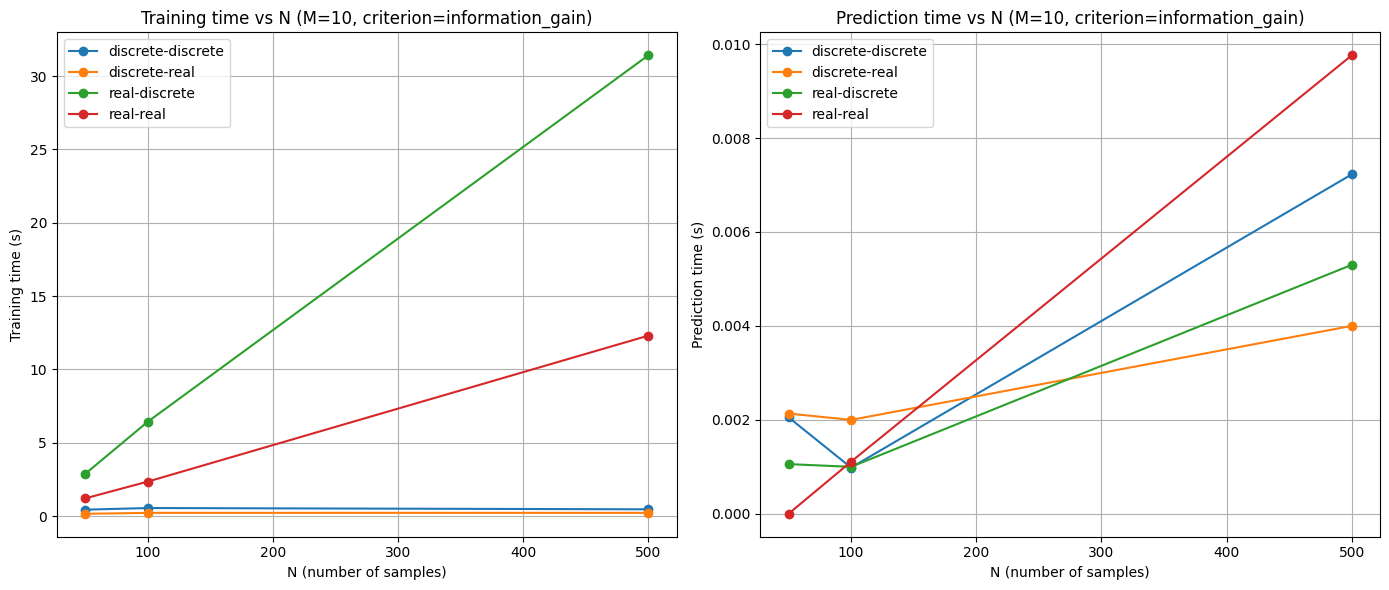 Training time vs N (M=10, criterion=information_gain)
discrete-discrete
discrete-real
real-discrete
real-real
Training time (s)
30
25
20
15
10
5
0
100
200
300
400
500
N (number of samples)
Prediction time vs N (M=10, criterion=information_gain)
discrete-discrete
discrete-real
real-discrete
real-real
Prediction time (s)
0.010
0.008
0.006
0.004
0.002
0.000
100
200
300
400
500
N (number of samples)